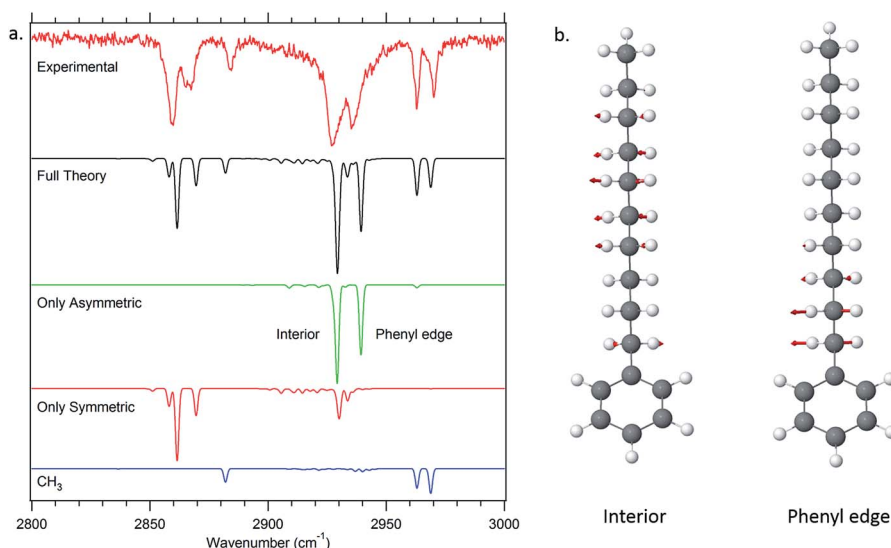 a.
Experimental
Full Theory
Only Asymmetric
Interior
Phenyl edge
Only Symmetric
CH₃
2800
2850
2900
2950
3000
Wavenumber (cm⁻¹)
b.
Interior
Phenyl edge